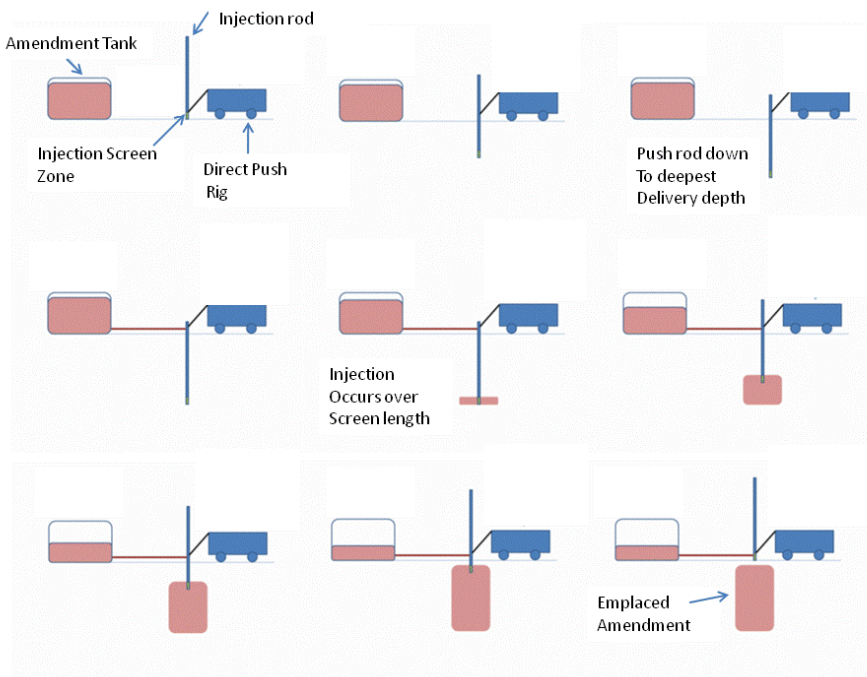 Injection rod
Amendment Tank
Injection Screen
Zone
Direct Push
Rig
Push rod down
To deepest
Delivery depth
Injection
Occurs over
Screen length
Emplaced
Amendment